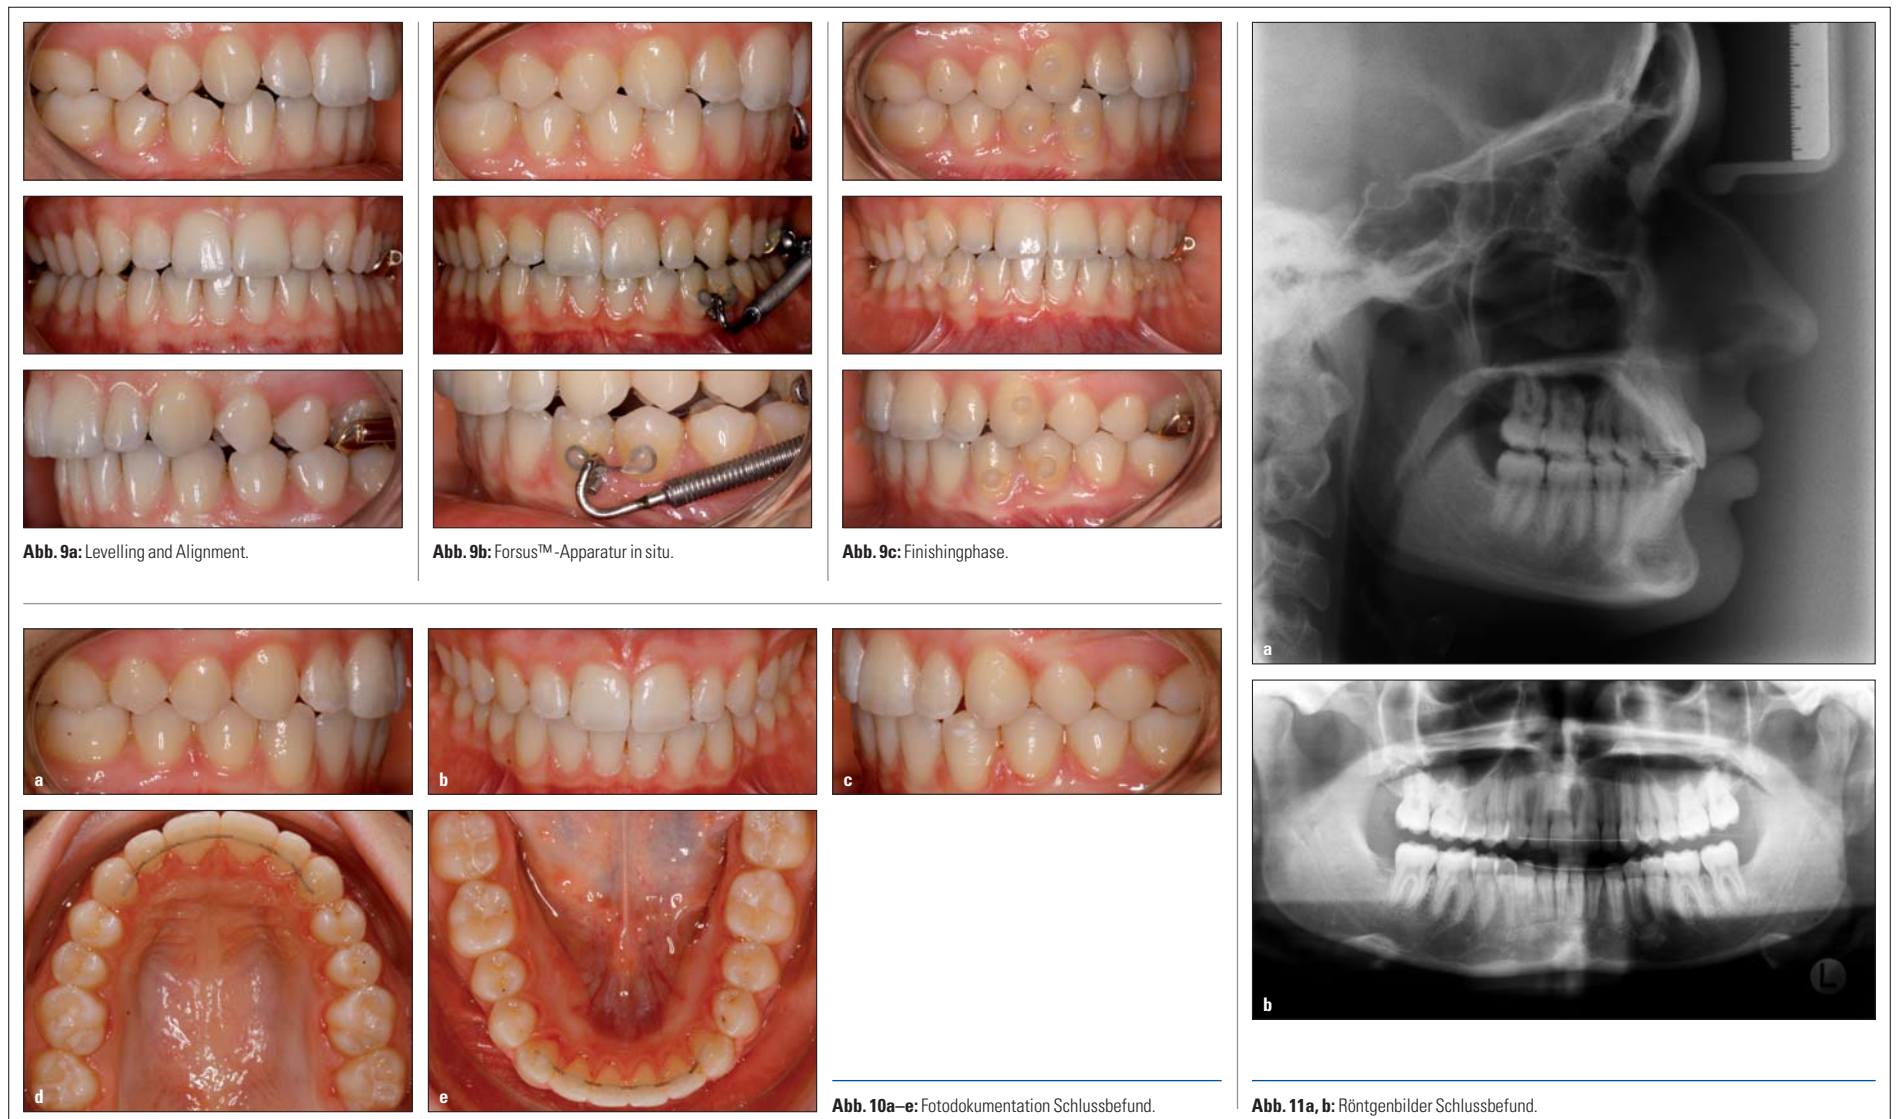 Abb. 9a: Levelling and Alignment.
Abb. 9b: Forsus™-Apparatur in situ.
Abb. 9c: Finishingphase.
a
b
c
d
e
Abb. 10a–e: Fotodokumentation Schlussbefund.
a
b
L
Abb. 11a, b: Röntgenbilder Schlussbefund.